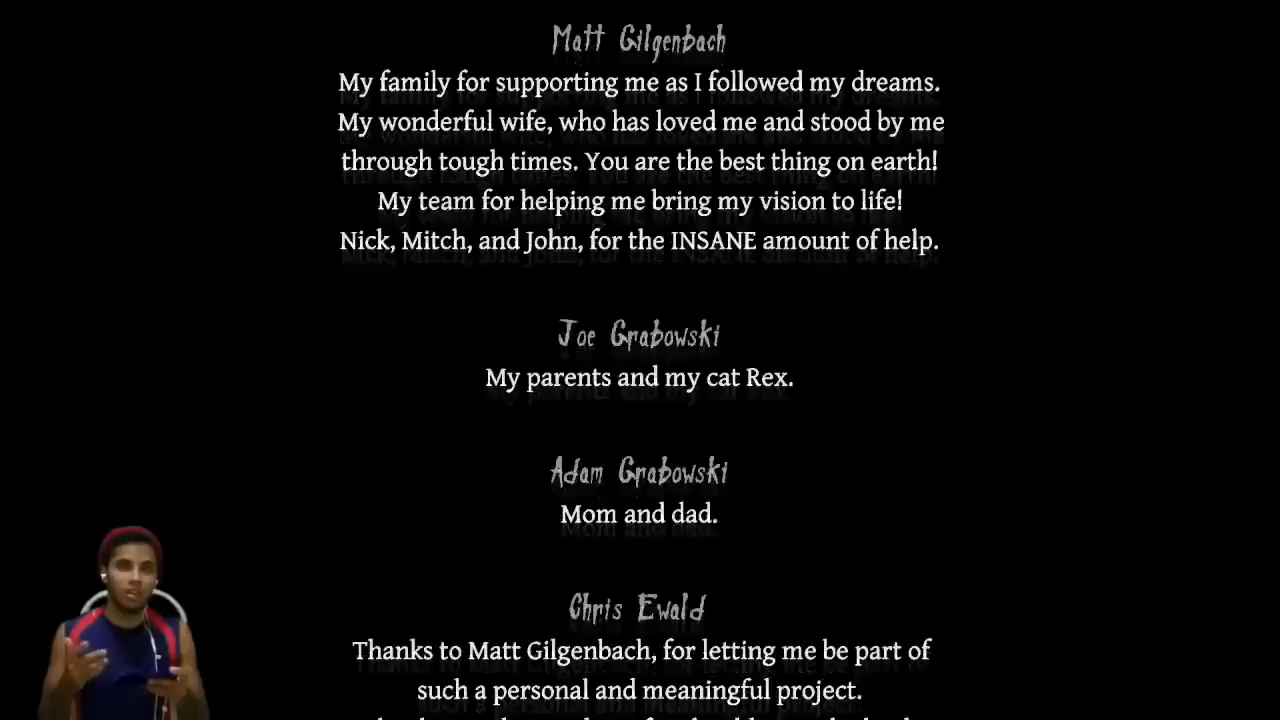 Matt Gilgenbach
My family for supporting me as I followed my dreams.
My wonderful wife, who has loved me and stood by me
through tough times. You are the best thing on earth!
My team for helping me bring my vision to life!
Nick, Mitch, and John, for the INSANE amount of help.
Joe Grabowski
My parents and my cat Rex.
Adam Grabowski
Mom and dad.
Chris Ewald
Thanks to Matt Gilgenbach, for letting me be part of
such a personal and meaningful project.